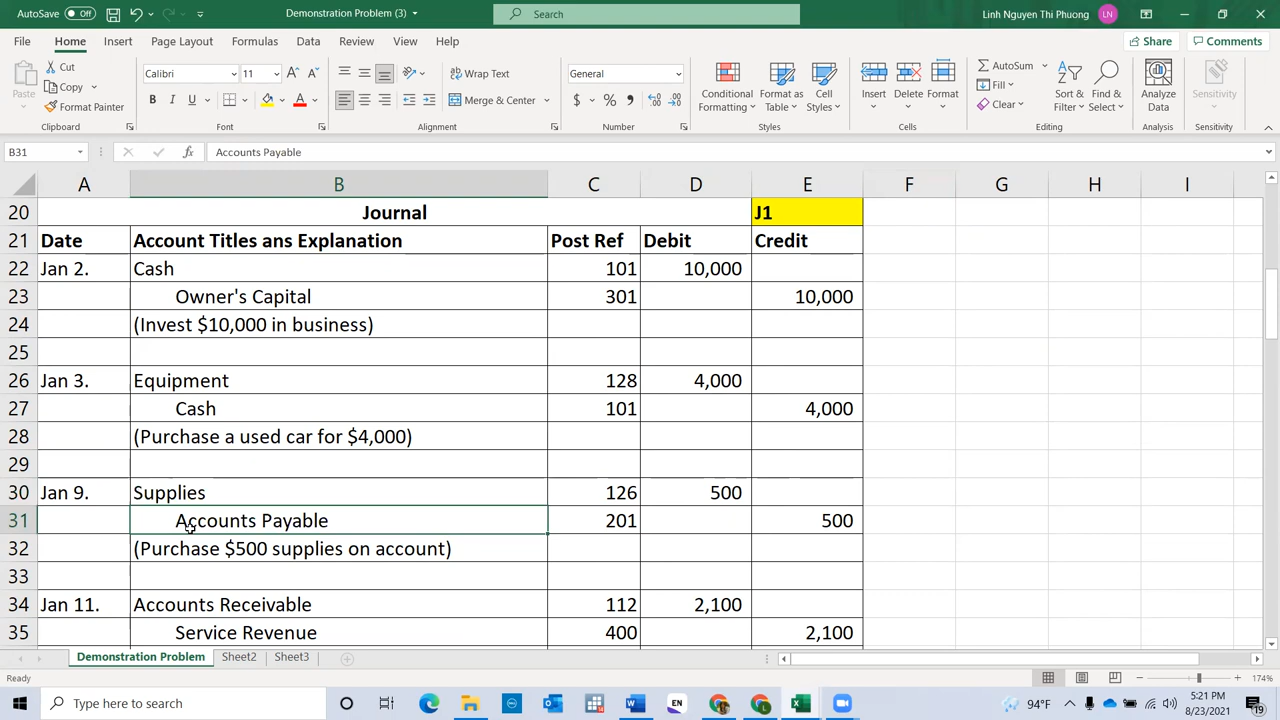 AutoSave Off Demonstration Problem (3) Search Linh Nguyen Thi Phuong LN
File Home Insert Page Layout Formulas Data Review View Help Share Comments
Paste Cut Copy Format Painter Clipboard
Calibri 11 A A B I U A Font
ab Wrap Text Merge & Center Alignment
General $ % , Number
Conditional Formatting Format as Table Cell Styles Styles
Insert Delete Format Cells
AutoSum Fill Clear Sort & Filter Find & Select Editing
Analyze Data Analysis
Sensitivity Sensitivity
B31 fx Accounts Payable
A B C D E F G H I
20 Journal J1
21 Date Account Titles ans Explanation Post Ref Debit Credit
22 Jan 2. Cash 101 10,000
23 Owner's Capital 301 10,000
24 (Invest $10,000 in business)
25
26 Jan 3. Equipment 128 4,000
27 Cash 101 4,000
28 (Purchase a used car for $4,000)
29
30 Jan 9. Supplies 126 500
31 Accounts Payable 201 500
32 (Purchase $500 supplies on account)
33
34 Jan 11. Accounts Receivable 112 2,100
35 Service Revenue 400 2,100
Demonstration Problem Sheet2 Sheet3
Ready 174%
Type here to search EN 94°F 5:21 PM
8/23/2021 19